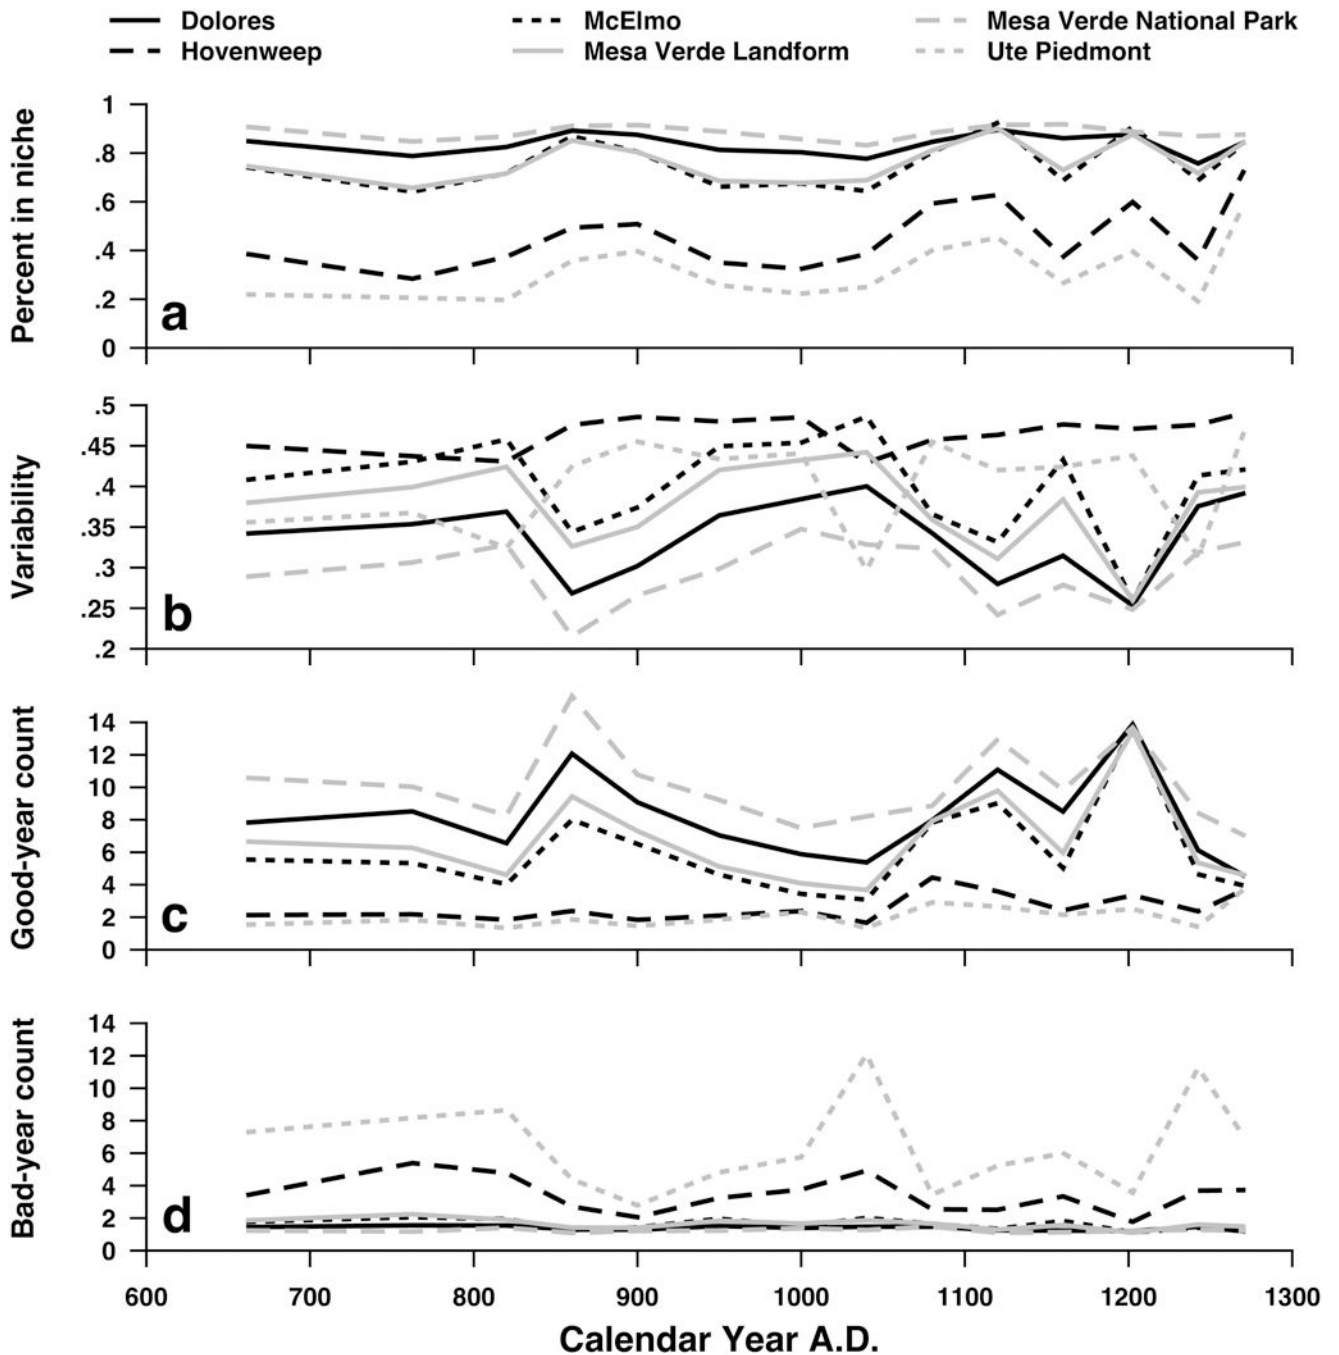 Dolores McElmo Mesa Verde National Park
Hovenweep Mesa Verde Landform Ute Piedmont
Percent in niche
1
.8
.6
.4
.2
0
a
Variability
.5
.45
.4
.35
.3
.25
.2
b
Good-year count
14
12
10
8
6
4
2
0
c
Bad-year count
14
12
10
8
6
4
2
0
d
600 700 800 900 1000 1100 1200 1300
Calendar Year A.D.